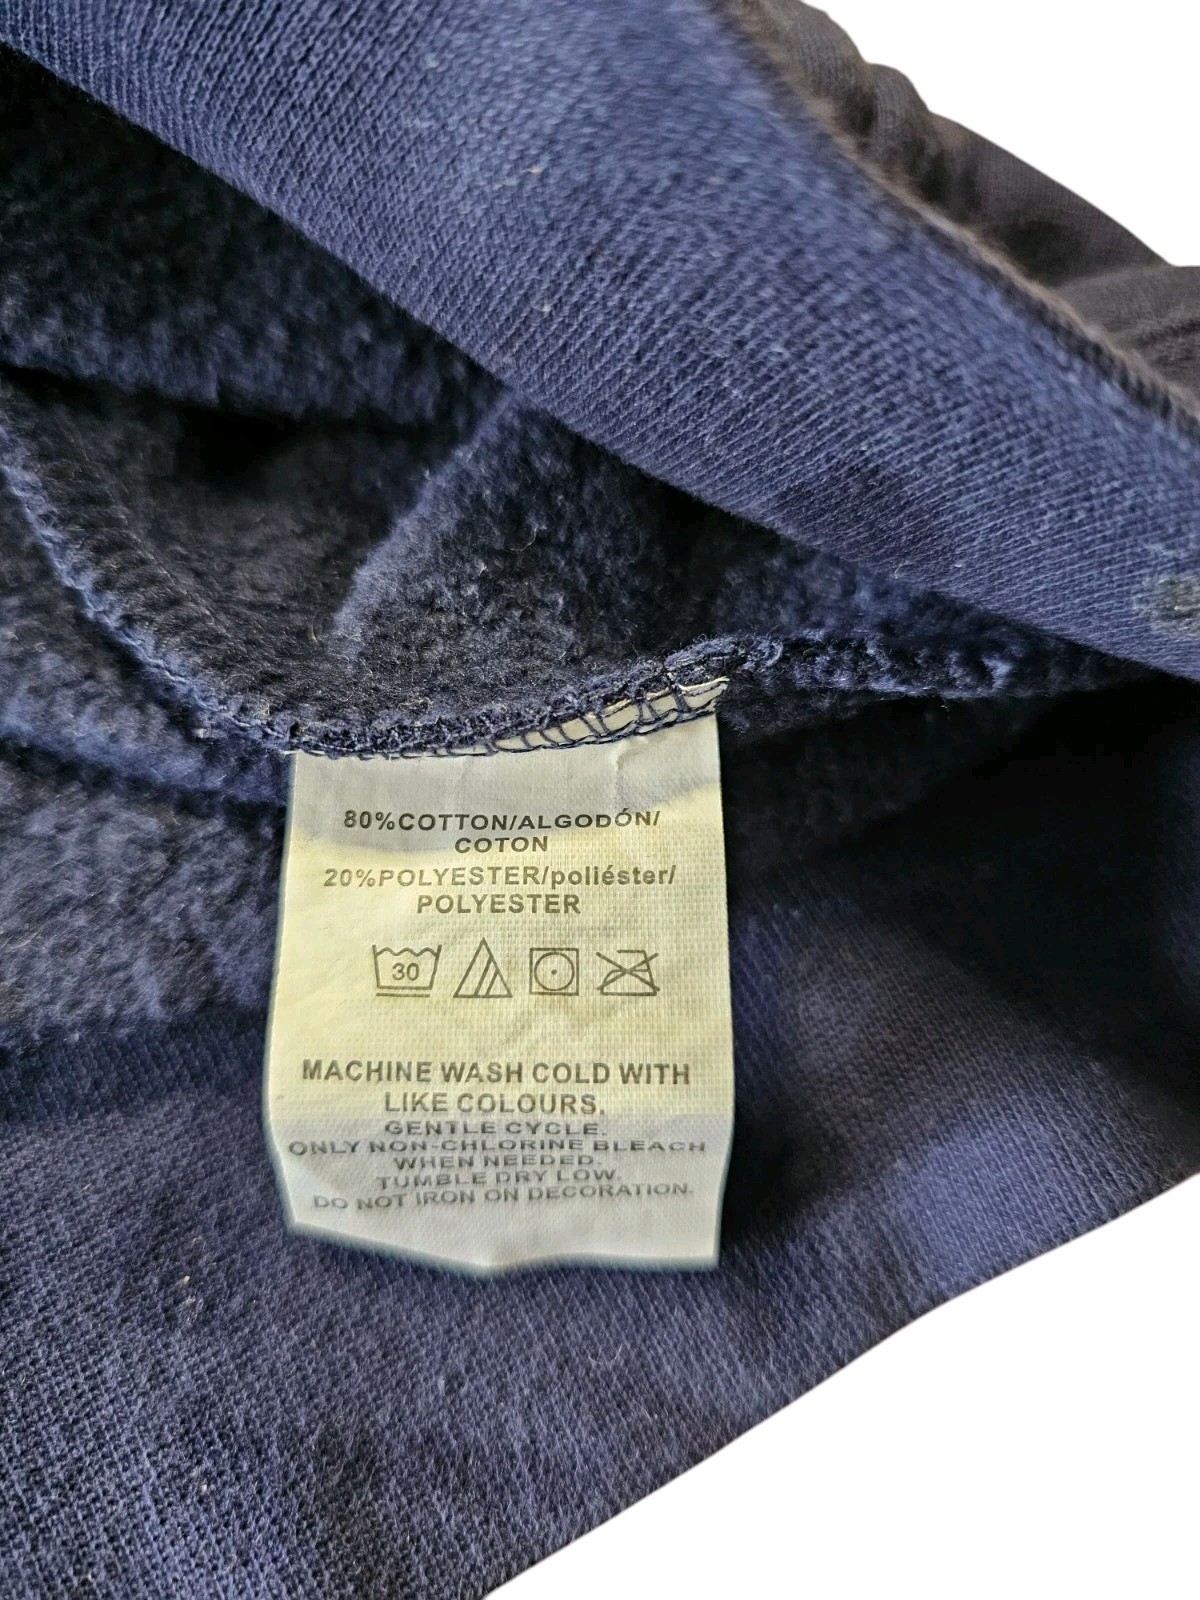 80%COTTON/ALGODÓN/
COTON
20%POLYESTER/poliéster/
POLYESTER
30
MACHINE WASH COLD WITH
LIKE COLOURS.
GENTLE CYCLE.
ONLY NON-CHLORINE BLEACH
WHEN NEEDED.
TUMBLE DRY LOW.
DO NOT IRON ON DECORATION.